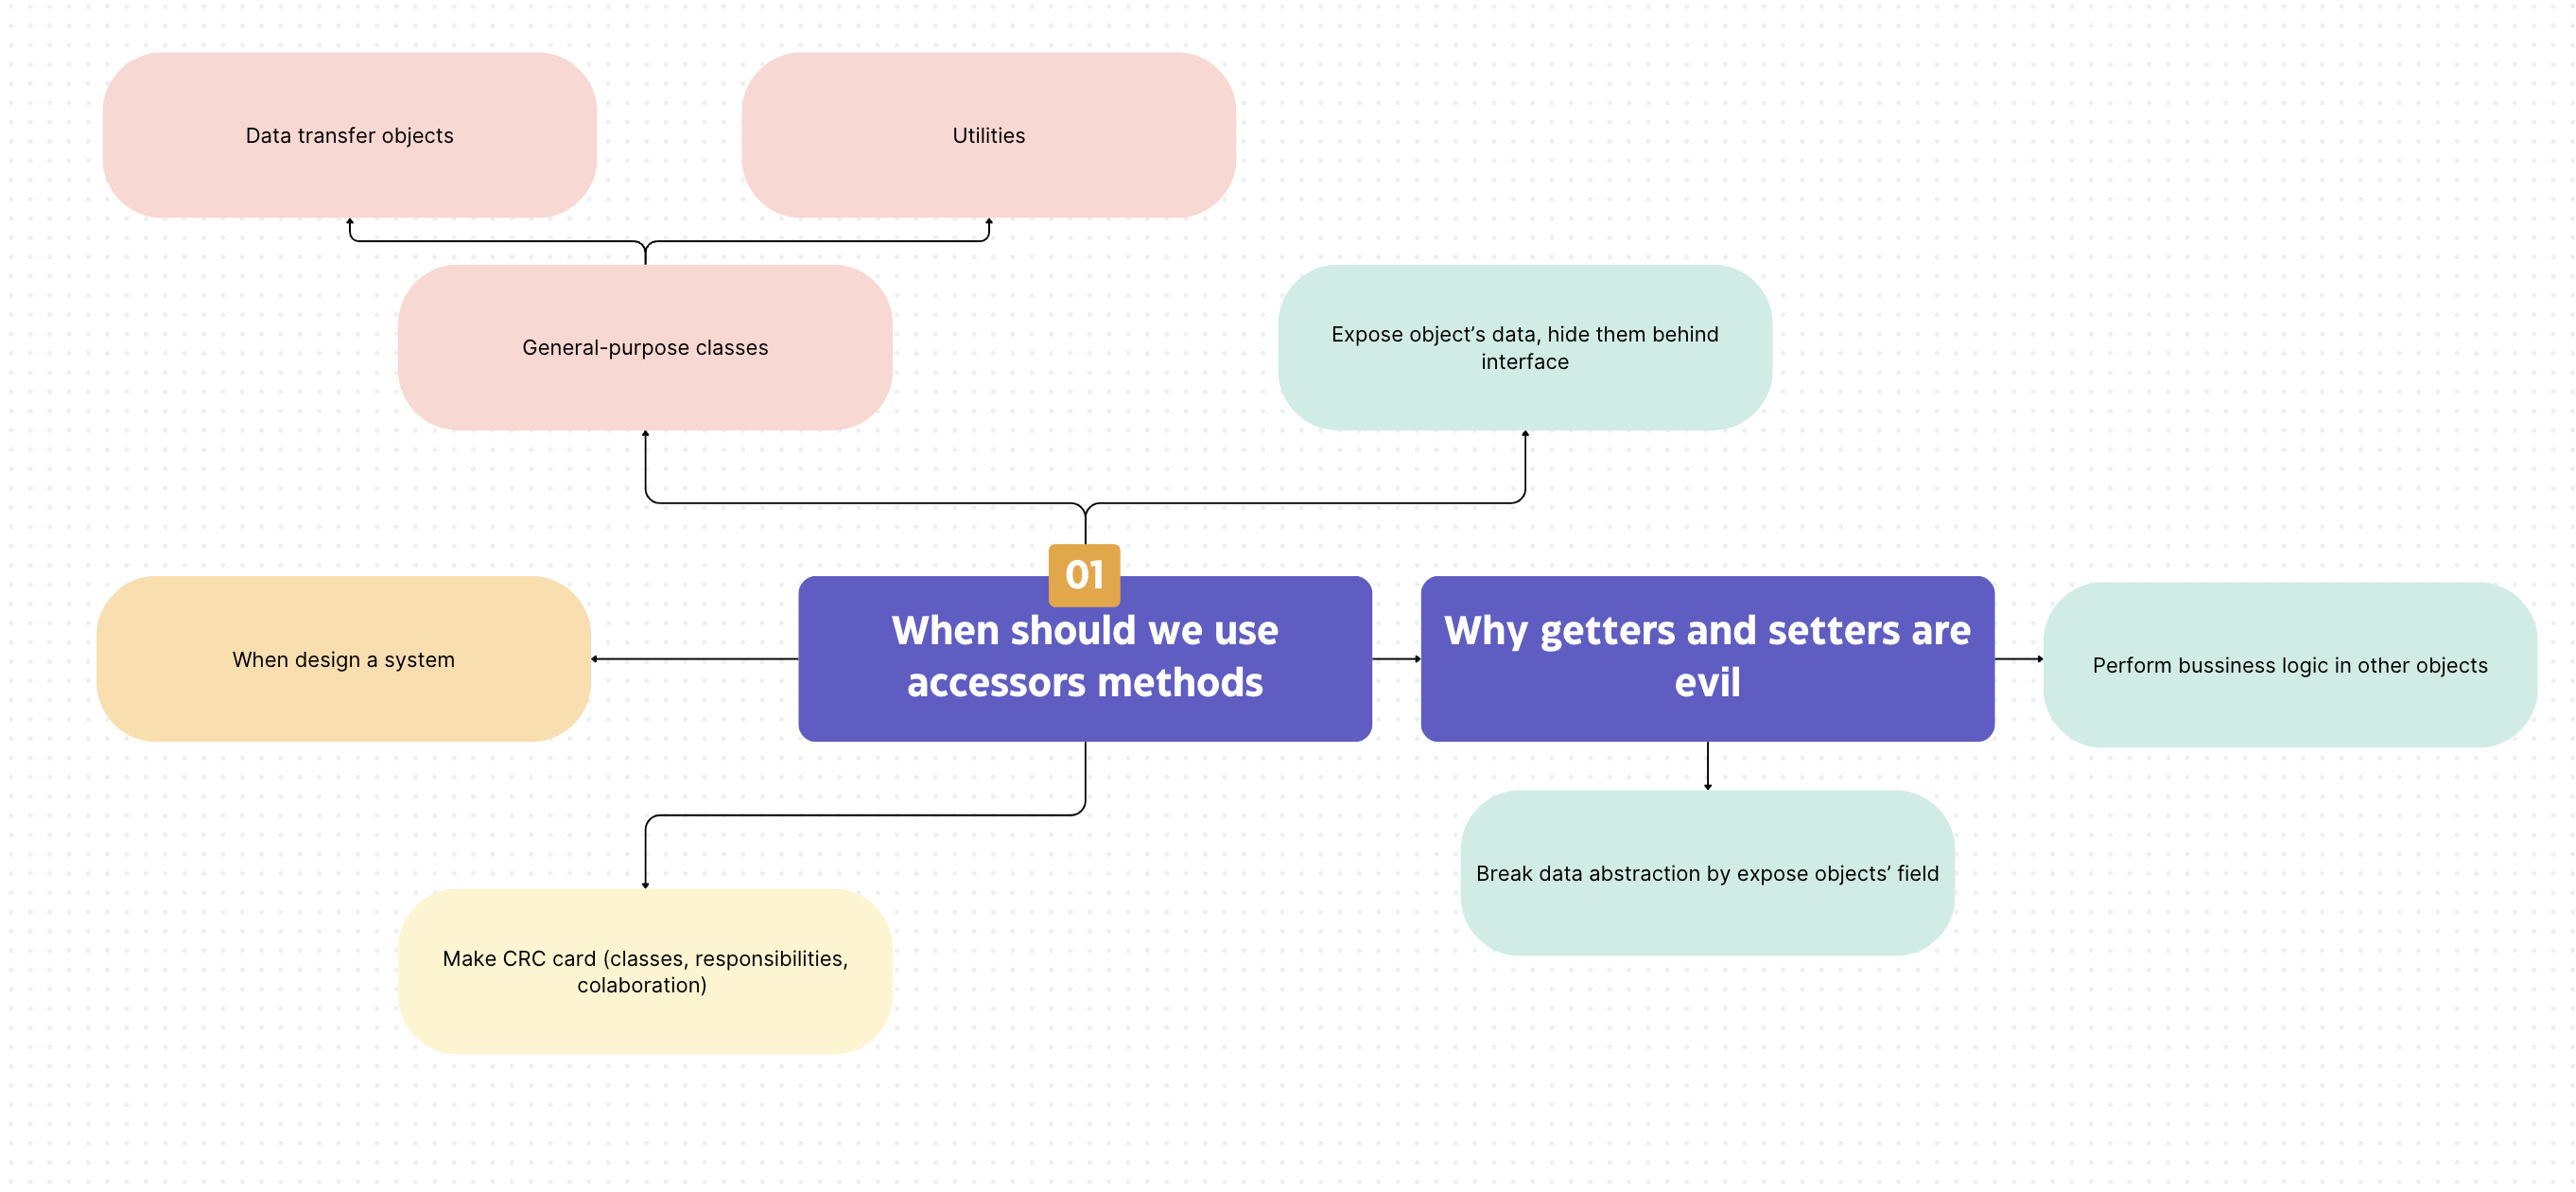 Data transfer objects
Utilities
General-purpose classes
Expose object’s data, hide them behind
interface
01
When design a system
When should we use
accessors methods
Why getters and setters are
evil
Perform bussiness logic in other objects
Break data abstraction by expose objects’ field
Make CRC card (classes, responsibilities,
colaboration)